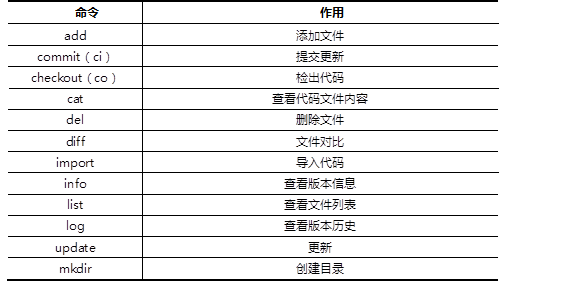 命令 作用
add 添加文件
commit（ci） 提交更新
checkout（co） 检出代码
cat 查看代码文件内容
del 删除文件
diff 文件对比
import 导入代码
info 查看版本信息
list 查看文件列表
log 查看版本历史
update 更新
mkdir 创建目录